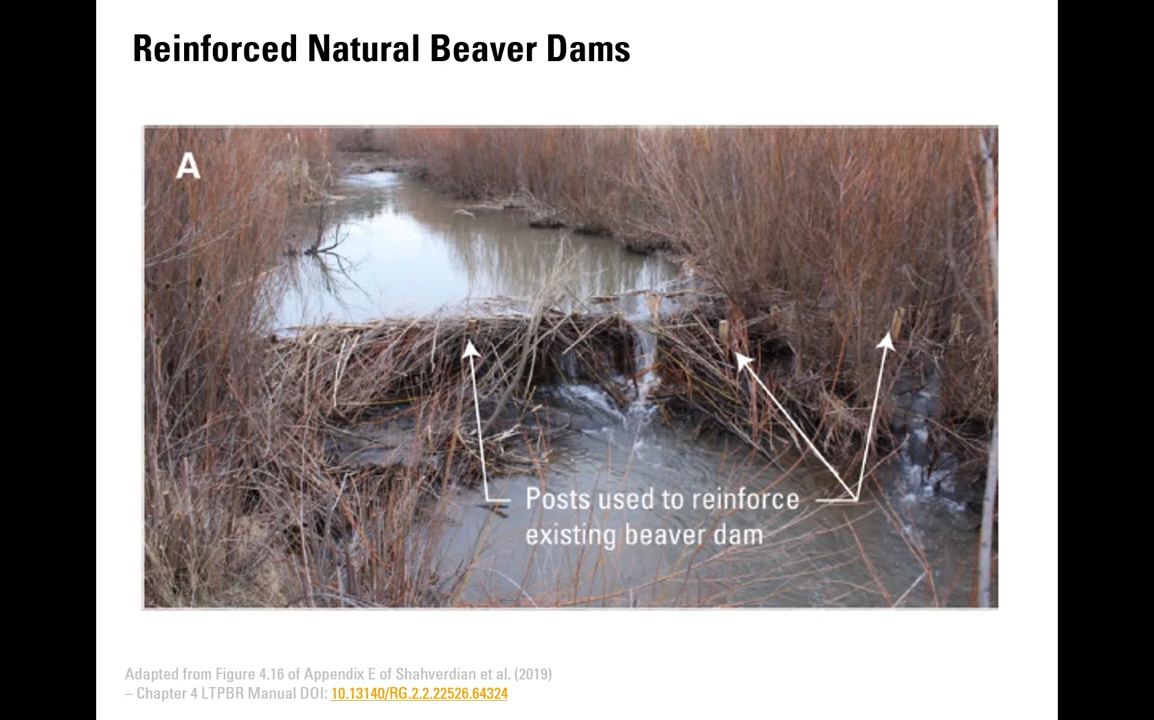 Reinforced Natural Beaver Dams
A
Posts used to reinforce
existing beaver dam
Adapted from Figure 4.16 of Appendix E of Shahverdian et al. (2019)
– Chapter 4 LTPBR Manual DOI: 10.13140/RG.2.2.22526.64324